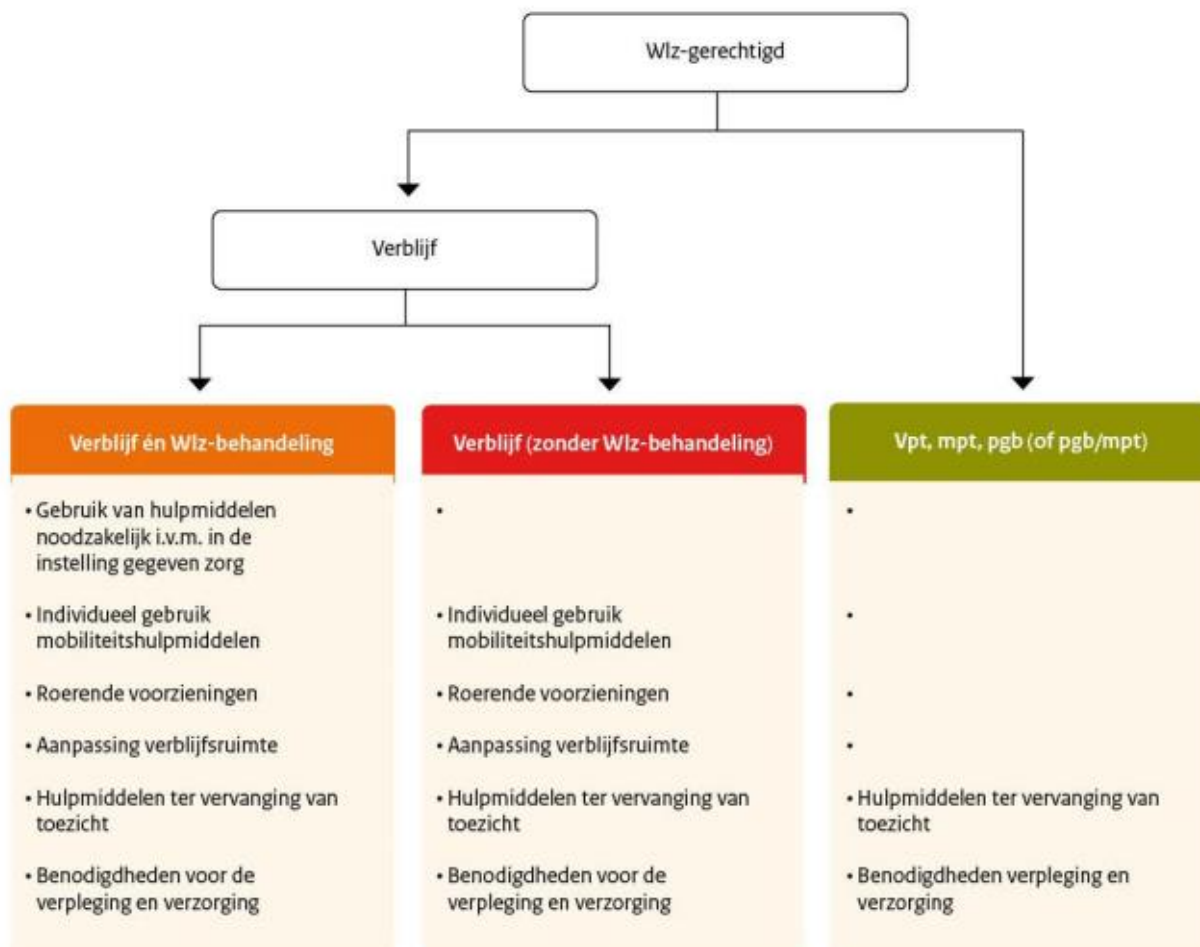 Wlz-gerechtigd
Verblijf
Verblijf én Wlz-behandeling
• Gebruik van hulpmiddelen
noodzakelijk i.v.m. in de
instelling gegeven zorg
• Individueel gebruik
mobiliteitshulpmiddelen
• Roerende voorzieningen
• Aanpassing verblijfsruimte
• Hulpmiddelen ter vervanging van
toezicht
• Benodigdheden voor de
verpleging en verzorging
Verblijf (zonder Wlz-behandeling)
•
• Individueel gebruik
mobiliteitshulpmiddelen
• Roerende voorzieningen
• Aanpassing verblijfsruimte
• Hulpmiddelen ter vervanging van
toezicht
• Benodigdheden voor de
verpleging en verzorging
Vpt, mpt, pgb (of pgb/mpt)
•
•
•
•
• Hulpmiddelen ter vervanging van
toezicht
• Benodigdheden verpleging en
verzorging